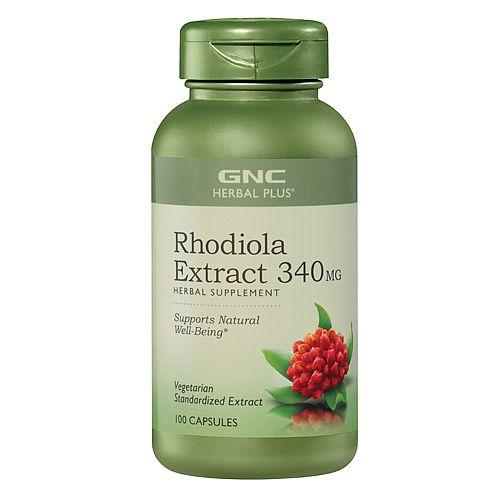 GNC
HERBAL PLUS®
Rhodiola
Extract 340MG
HERBAL SUPPLEMENT
Supports Natural
Well-Being*
Vegetarian
Standardized Extract
100 CAPSULES